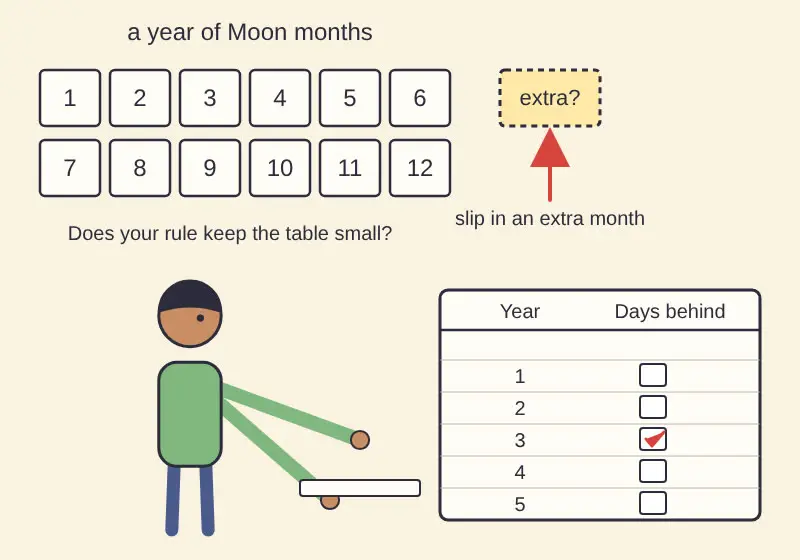 a year of Moon months
1 2 3 4 5 6
extra?
7 8 9 10 11 12
slip in an extra month
Does your rule keep the table small?
Year Days behind
1
2
3
4
5